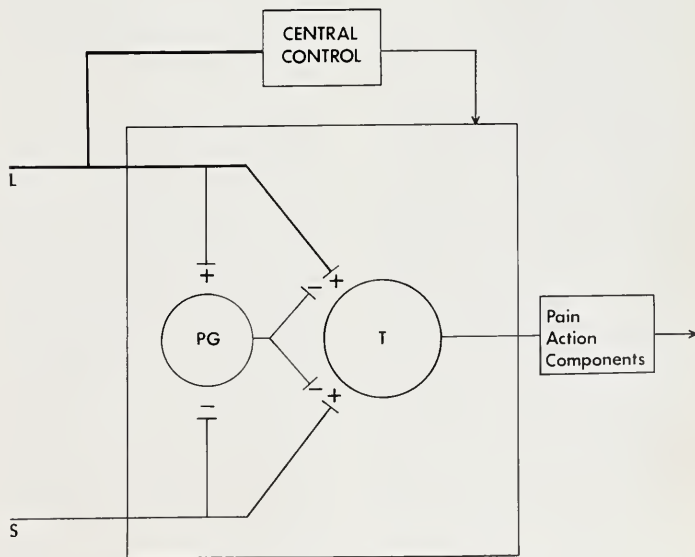 CENTRAL
CONTROL
L
+
−
+
PG
T
Pain
Action
Components
−
−
+
S